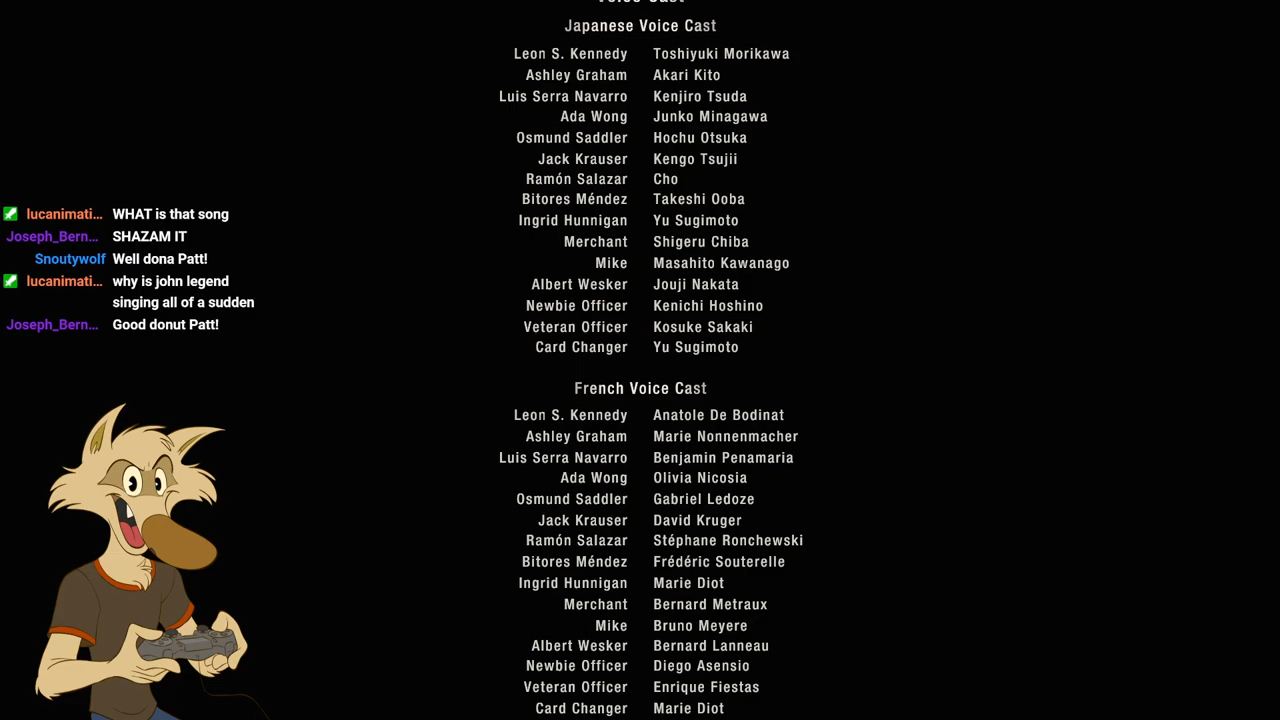 Voice Cast
Japanese Voice Cast
Leon S. Kennedy Toshiyuki Morikawa
Ashley Graham Akari Kito
Luis Serra Navarro Kenjiro Tsuda
Ada Wong Junko Minagawa
Osmund Saddler Hochu Otsuka
Jack Krauser Kengo Tsujii
Ramón Salazar Cho
Bitores Méndez Takeshi Ooba
Ingrid Hunnigan Yu Sugimoto
Merchant Shigeru Chiba
Mike Masahito Kawanago
Albert Wesker Jouji Nakata
Newbie Officer Kenichi Hoshino
Veteran Officer Kosuke Sakaki
Card Changer Yu Sugimoto
French Voice Cast
Leon S. Kennedy Anatole De Bodinat
Ashley Graham Marie Nonnenmacher
Luis Serra Navarro Benjamin Penamaria
Ada Wong Olivia Nicosia
Osmund Saddler Gabriel Ledoze
Jack Krauser David Kruger
Ramón Salazar Stéphane Ronchewski
Bitores Méndez Frédéric Souterelle
Ingrid Hunnigan Marie Diot
Merchant Bernard Metraux
Mike Bruno Meyere
Albert Wesker Bernard Lanneau
Newbie Officer Diego Asensio
Veteran Officer Enrique Fiestas
Card Changer Marie Diot
lucanimati... WHAT is that song
Joseph_Bern... SHAZAM IT
Snoutywolf Well dona Patt!
lucanimati... why is john legend
singing all of a sudden
Joseph_Bern... Good donut Patt!